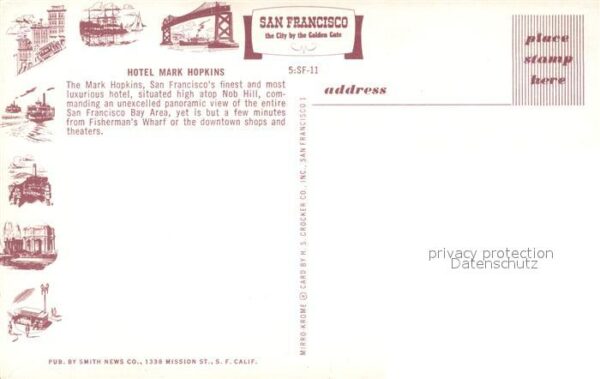 SAN FRANCISCO
the City by the Golden Gate
HOTEL MARK HOPKINS
The Mark Hopkins, San Francisco's finest and most
luxurious hotel, situated high atop Nob Hill, com-
manding an unexcelled panoramic view of the entire
San Francisco Bay Area, yet is but a few minutes
from Fisherman's Wharf or the downtown shops and
theaters.
5:SF-11
address
place
stamp
here
MIRRO-KROME ® CARD BY H. S. CROCKER CO., INC., SAN FRANCISCO 1
privacy protection
Datenschutz
PUB. BY SMITH NEWS CO., 1338 MISSION ST., S. F. CALIF.